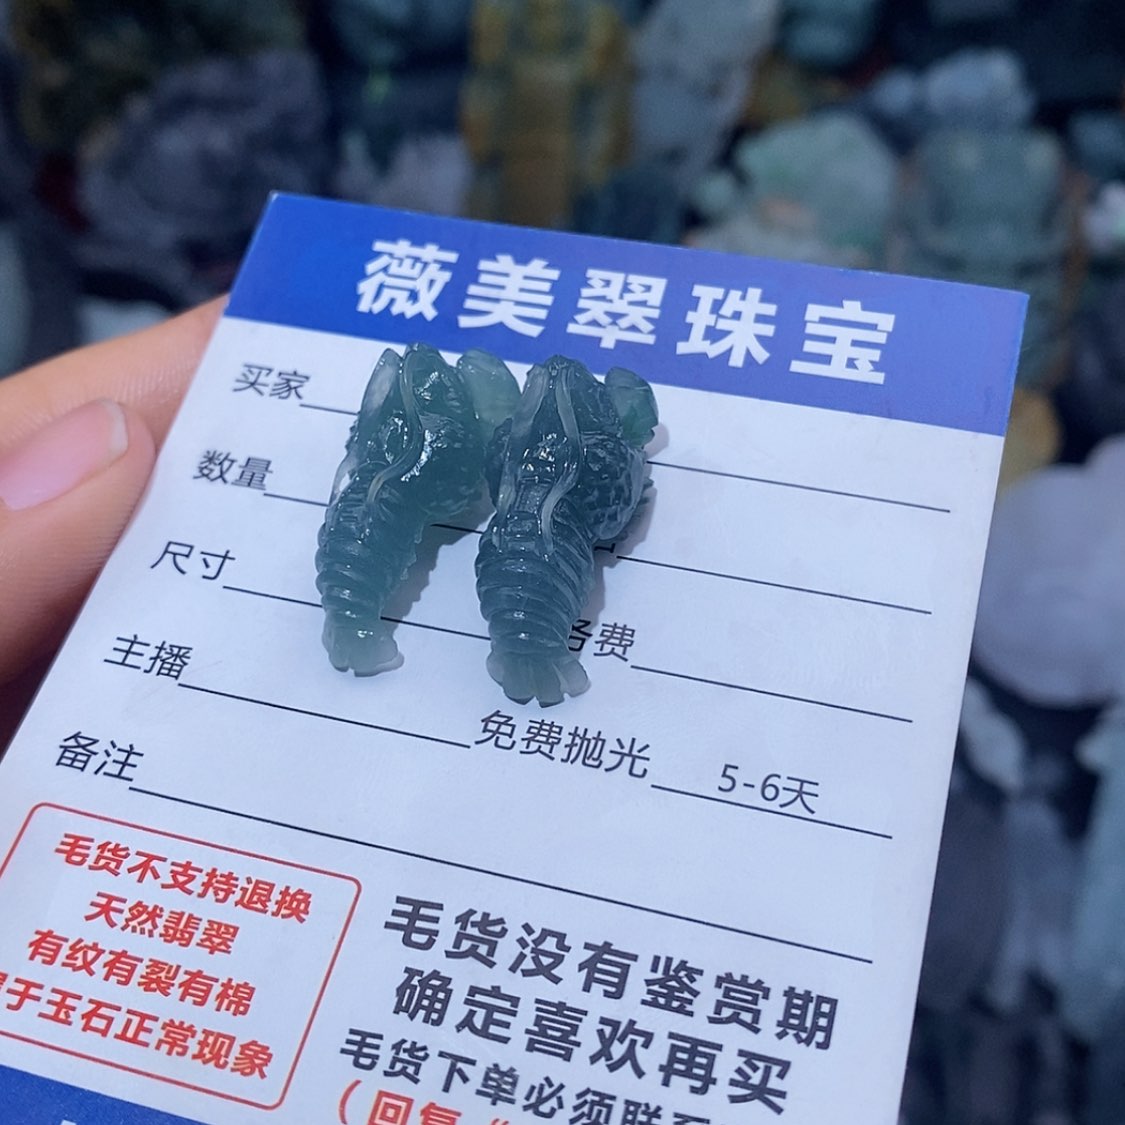 薇美翠珠宝
买家
数量
尺寸
费
主播
免费抛光 5-6天
备注
毛货不支持退换
天然翡翠
有纹有裂有棉
于玉石正常现象
毛货没有鉴赏期
确定喜欢再买
毛货下单必须联
（回复“